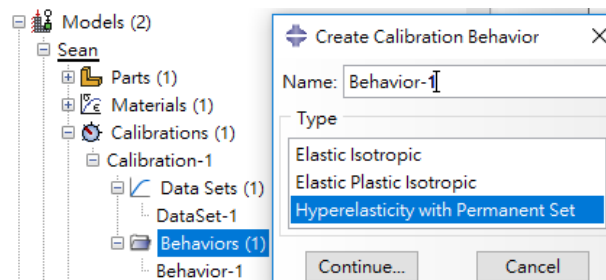 Models (2)
Sean
Parts (1)
Materials (1)
Calibrations (1)
Calibration-1
Data Sets (1)
DataSet-1
Behaviors (1)
Behavior-1
Create Calibration Behavior
Name: Behavior-1
Type
Elastic Isotropic
Elastic Plastic Isotropic
Hyperelasticity with Permanent Set
Continue... Cancel